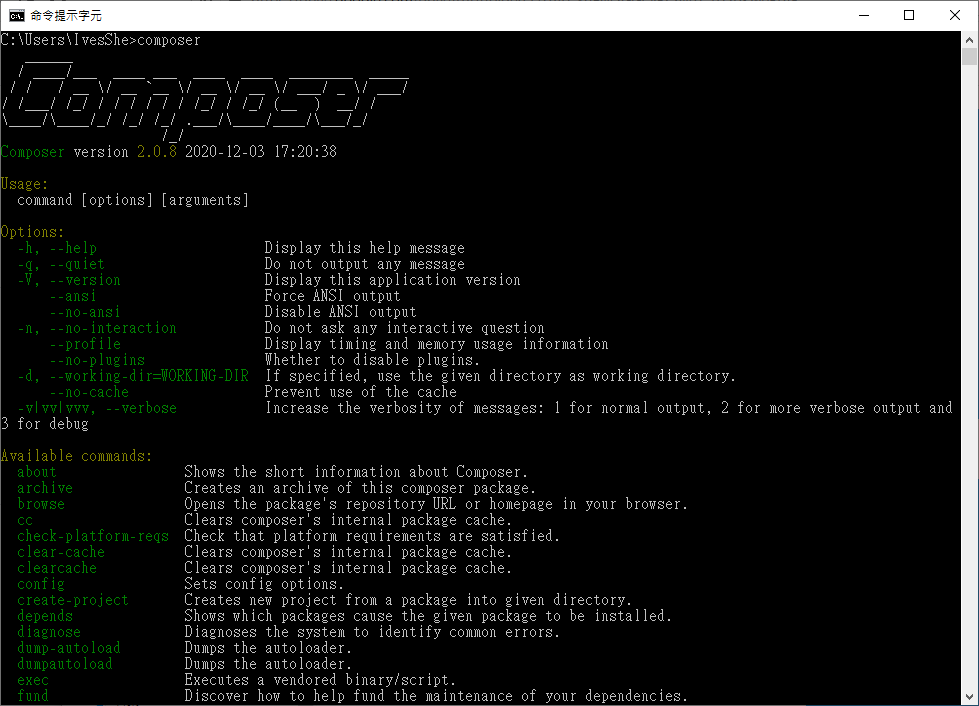 命令提示字元
C:\Users\IvesShe>composer
Composer
Composer version 2.0.8 2020-12-03 17:20:38
Usage:
command [options] [arguments]
Options:
-h, --help Display this help message
-q, --quiet Do not output any message
-V, --version Display this application version
--ansi Force ANSI output
--no-ansi Disable ANSI output
-n, --no-interaction Do not ask any interactive question
--profile Display timing and memory usage information
--no-plugins Whether to disable plugins.
-d, --working-dir=WORKING-DIR If specified, use the given directory as working directory.
--no-cache Prevent use of the cache
-v|vv|vvv, --verbose Increase the verbosity of messages: 1 for normal output, 2 for more verbose output and
3 for debug
Available commands:
about Shows the short information about Composer.
archive Creates an archive of this composer package.
browse Opens the package's repository URL or homepage in your browser.
cc Clears composer's internal package cache.
check-platform-reqs Check that platform requirements are satisfied.
clear-cache Clears composer's internal package cache.
clearcache Clears composer's internal package cache.
config Sets config options.
create-project Creates new project from a package into given directory.
depends Shows which packages cause the given package to be installed.
diagnose Diagnoses the system to identify common errors.
dump-autoload Dumps the autoloader.
dumpautoload Dumps the autoloader.
exec Executes a vendored binary/script.
fund Discover how to help fund the maintenance of your dependencies.